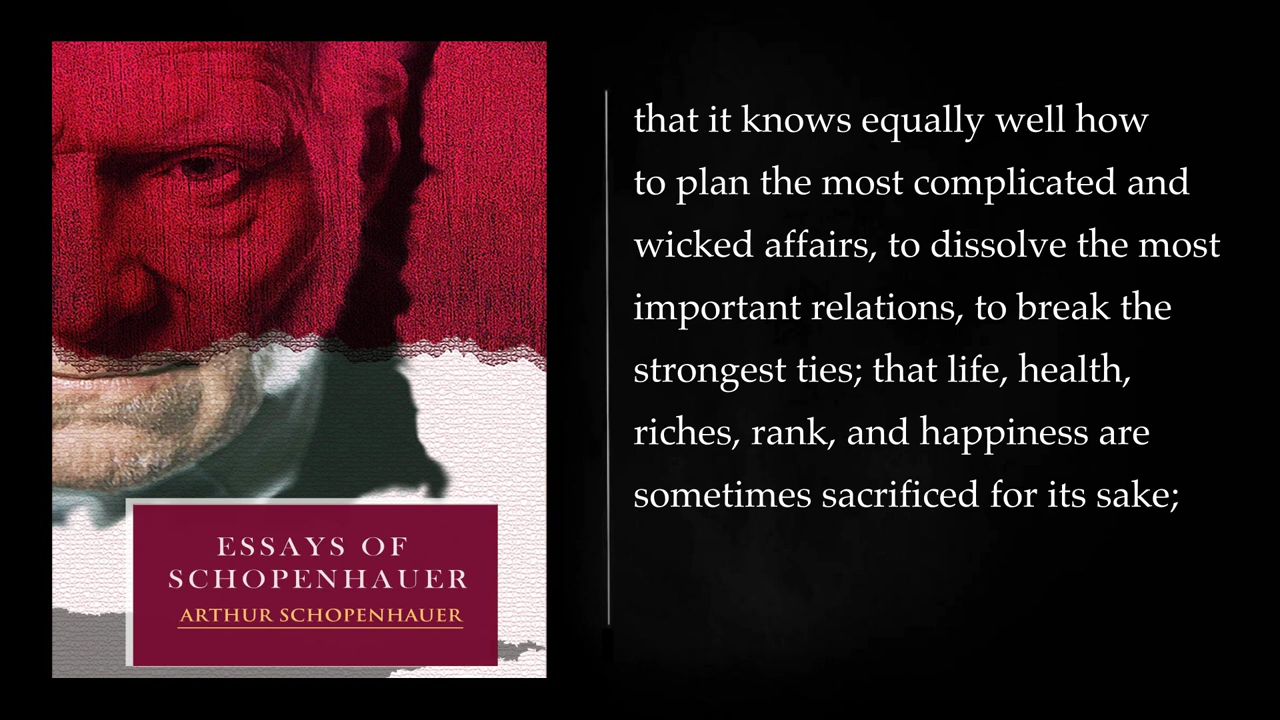 ESSAYS OF
SCHOPENHAUER
ARTHUR SCHOPENHAUER
that it knows equally well how
to plan the most complicated and
wicked affairs, to dissolve the most
important relations, to break the
strongest ties; that life, health,
riches, rank, and happiness are
sometimes sacrificed for its sake;